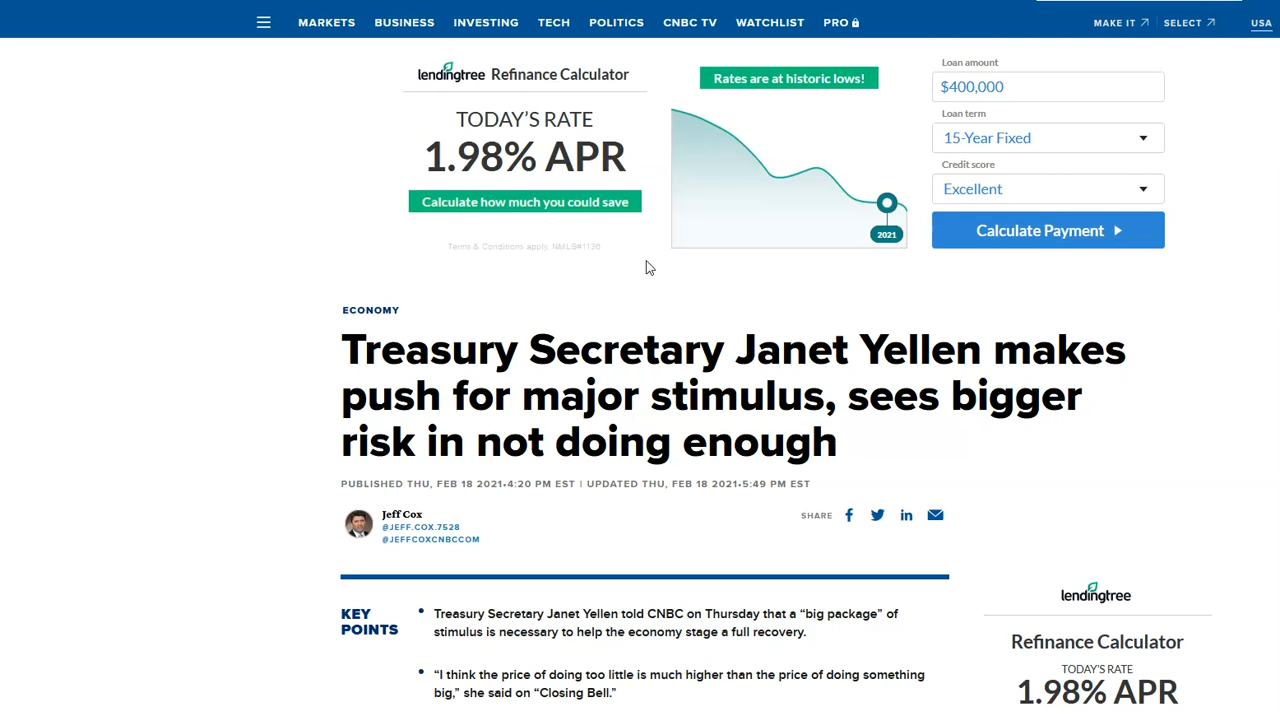 MARKETS BUSINESS INVESTING TECH POLITICS CNBC TV WATCHLIST PRO MAKE IT SELECT USA
lendingtree Refinance Calculator
TODAY'S RATE
1.98% APR
Calculate how much you could save
Terms & Conditions apply. NMLS#1136
Rates are at historic lows!
2021
Loan amount
$400,000
Loan term
15-Year Fixed
Credit score
Excellent
Calculate Payment
ECONOMY
Treasury Secretary Janet Yellen makes
push for major stimulus, sees bigger
risk in not doing enough
PUBLISHED THU, FEB 18 2021•4:20 PM EST | UPDATED THU, FEB 18 2021•5:49 PM EST
Jeff Cox
@JEFF.COX.7528
@JEFFCOXCNBCCOM
SHARE
KEY
POINTS
• Treasury Secretary Janet Yellen told CNBC on Thursday that a “big package” of
stimulus is necessary to help the economy stage a full recovery.
• “I think the price of doing too little is much higher than the price of doing something
big,” she said on “Closing Bell.”
lendingtree
Refinance Calculator
TODAY'S RATE
1.98% APR